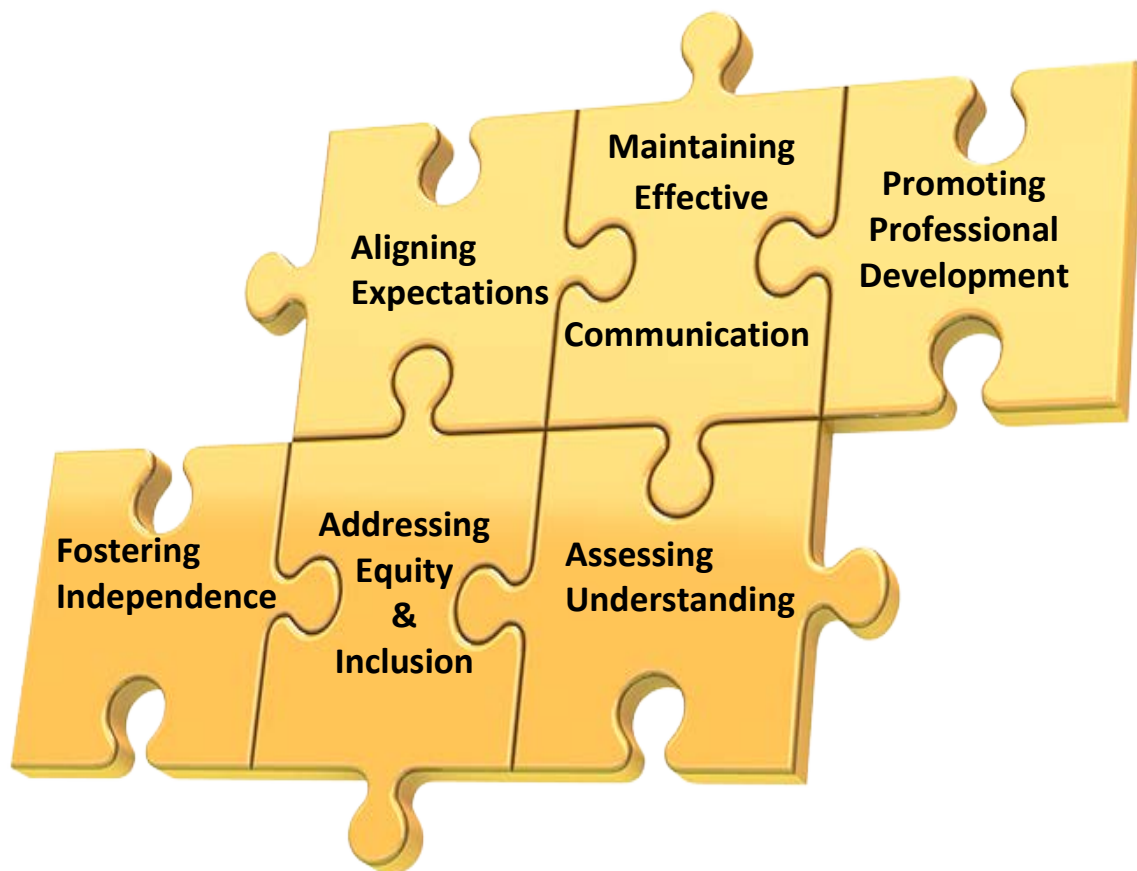 Aligning
Expectations
Maintaining
Effective
Communication
Promoting
Professional
Development
Fostering
Independence
Addressing
Equity
&
Inclusion
Assessing
Understanding